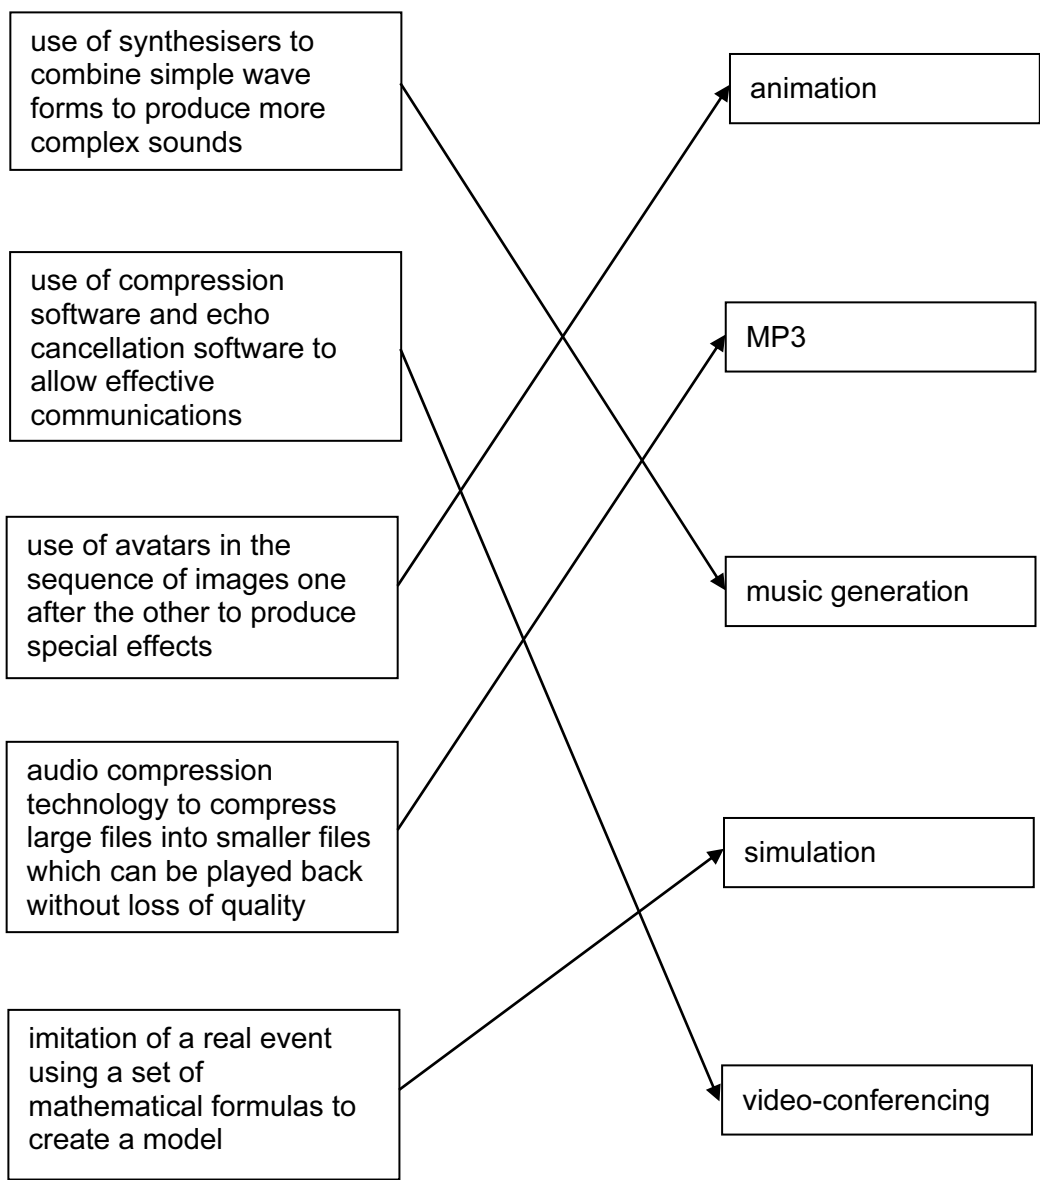 use of synthesisers to
combine simple wave
forms to produce more
complex sounds
use of compression
software and echo
cancellation software to
allow effective
communications
use of avatars in the
sequence of images one
after the other to produce
special effects
audio compression
technology to compress
large files into smaller files
which can be played back
without loss of quality
imitation of a real event
using a set of
mathematical formulas to
create a model
animation
MP3
music generation
simulation
video-conferencing